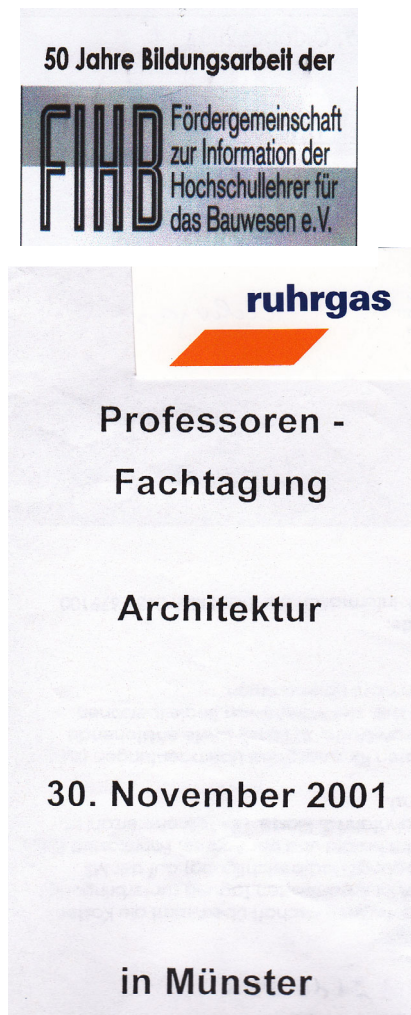 50 Jahre Bildungsarbeit der
FIHB
Fördergemeinschaft
zur Information der
Hochschullehrer für
das Bauwesen e.V.
ruhrgas
Professoren -
Fachtagung
Architektur
30. November 2001
in Münster